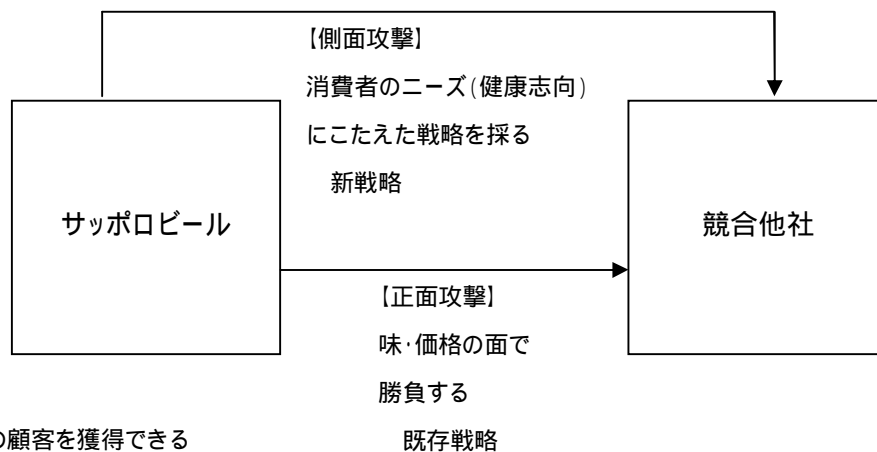 【側面攻撃】
消費者のニーズ(健康志向)
にこたえた戦略を採る
新戦略
サッポロビール
競合他社
【正面攻撃】
味・価格の面で
勝負する
既存戦略
の顧客を獲得できる